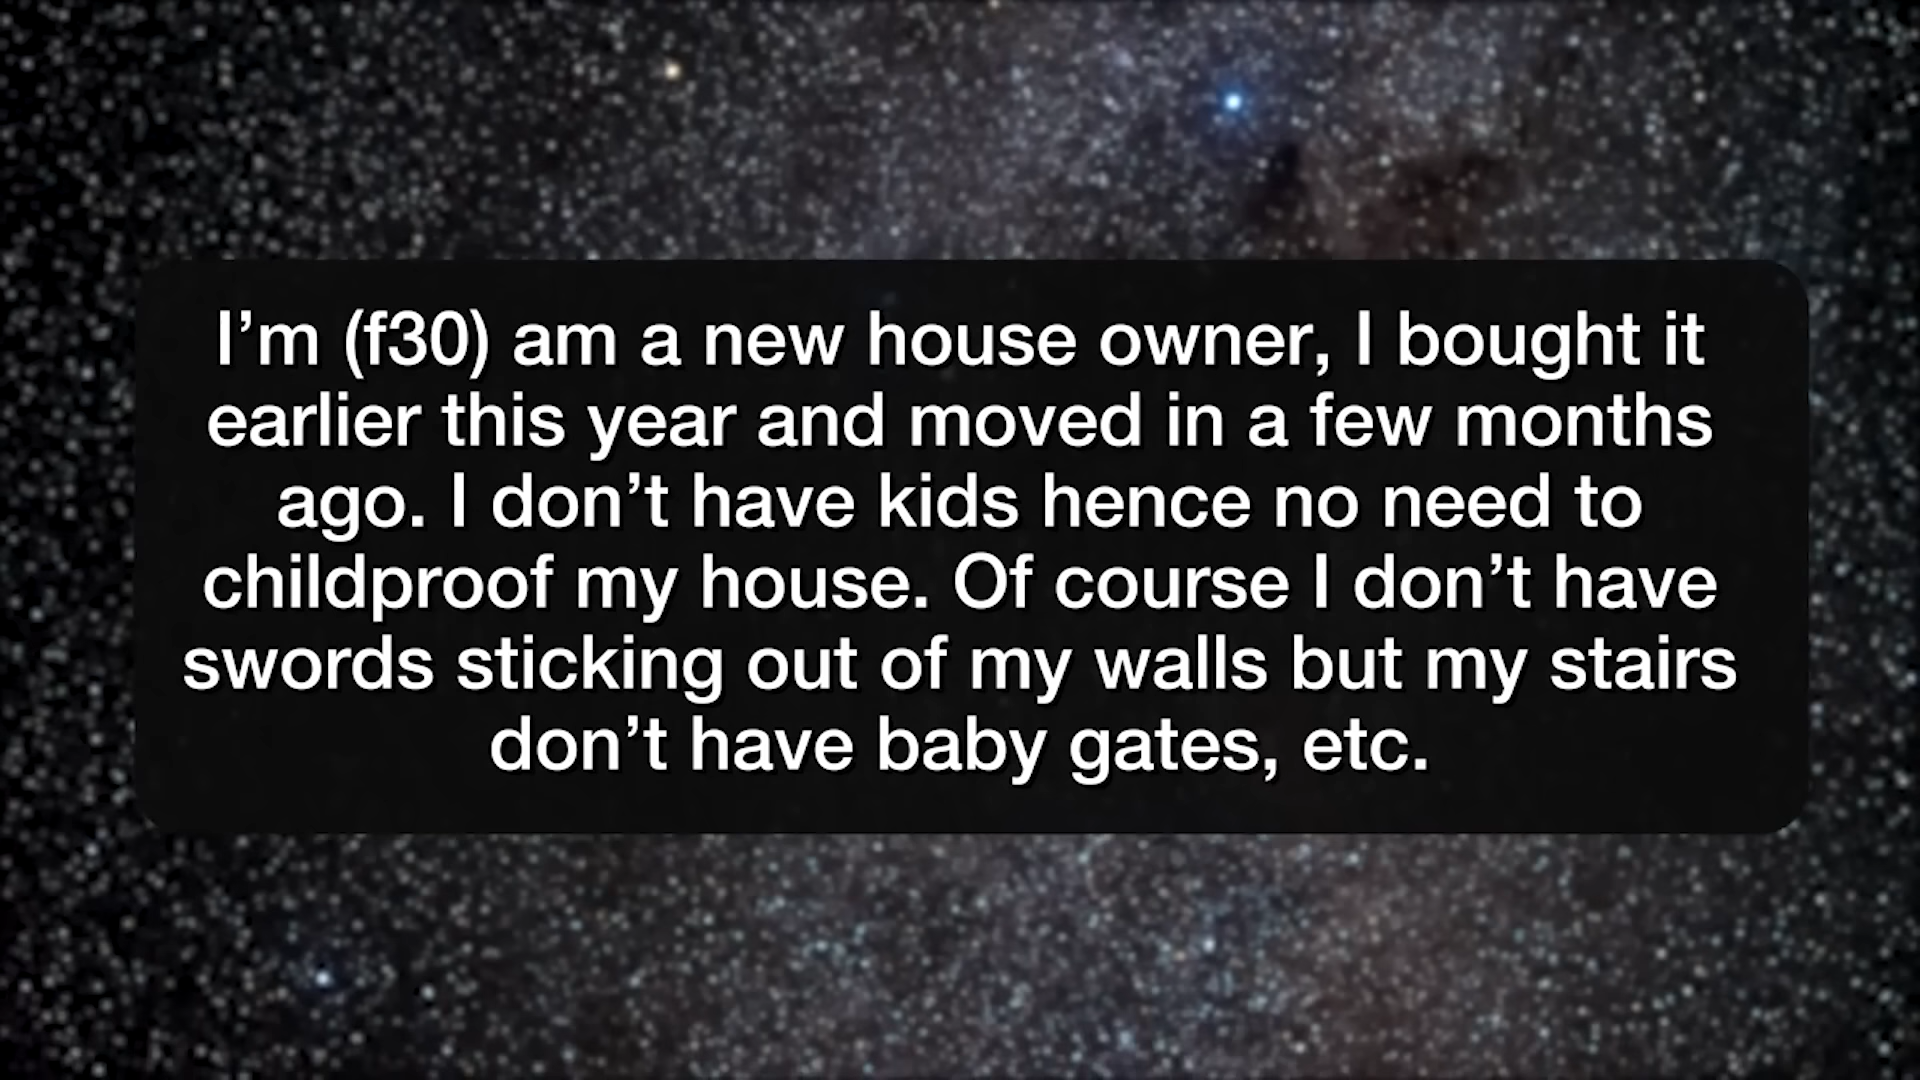 I’m (f30) am a new house owner, I bought it
earlier this year and moved in a few months
ago. I don’t have kids hence no need to
childproof my house. Of course I don’t have
swords sticking out of my walls but my stairs
don’t have baby gates, etc.